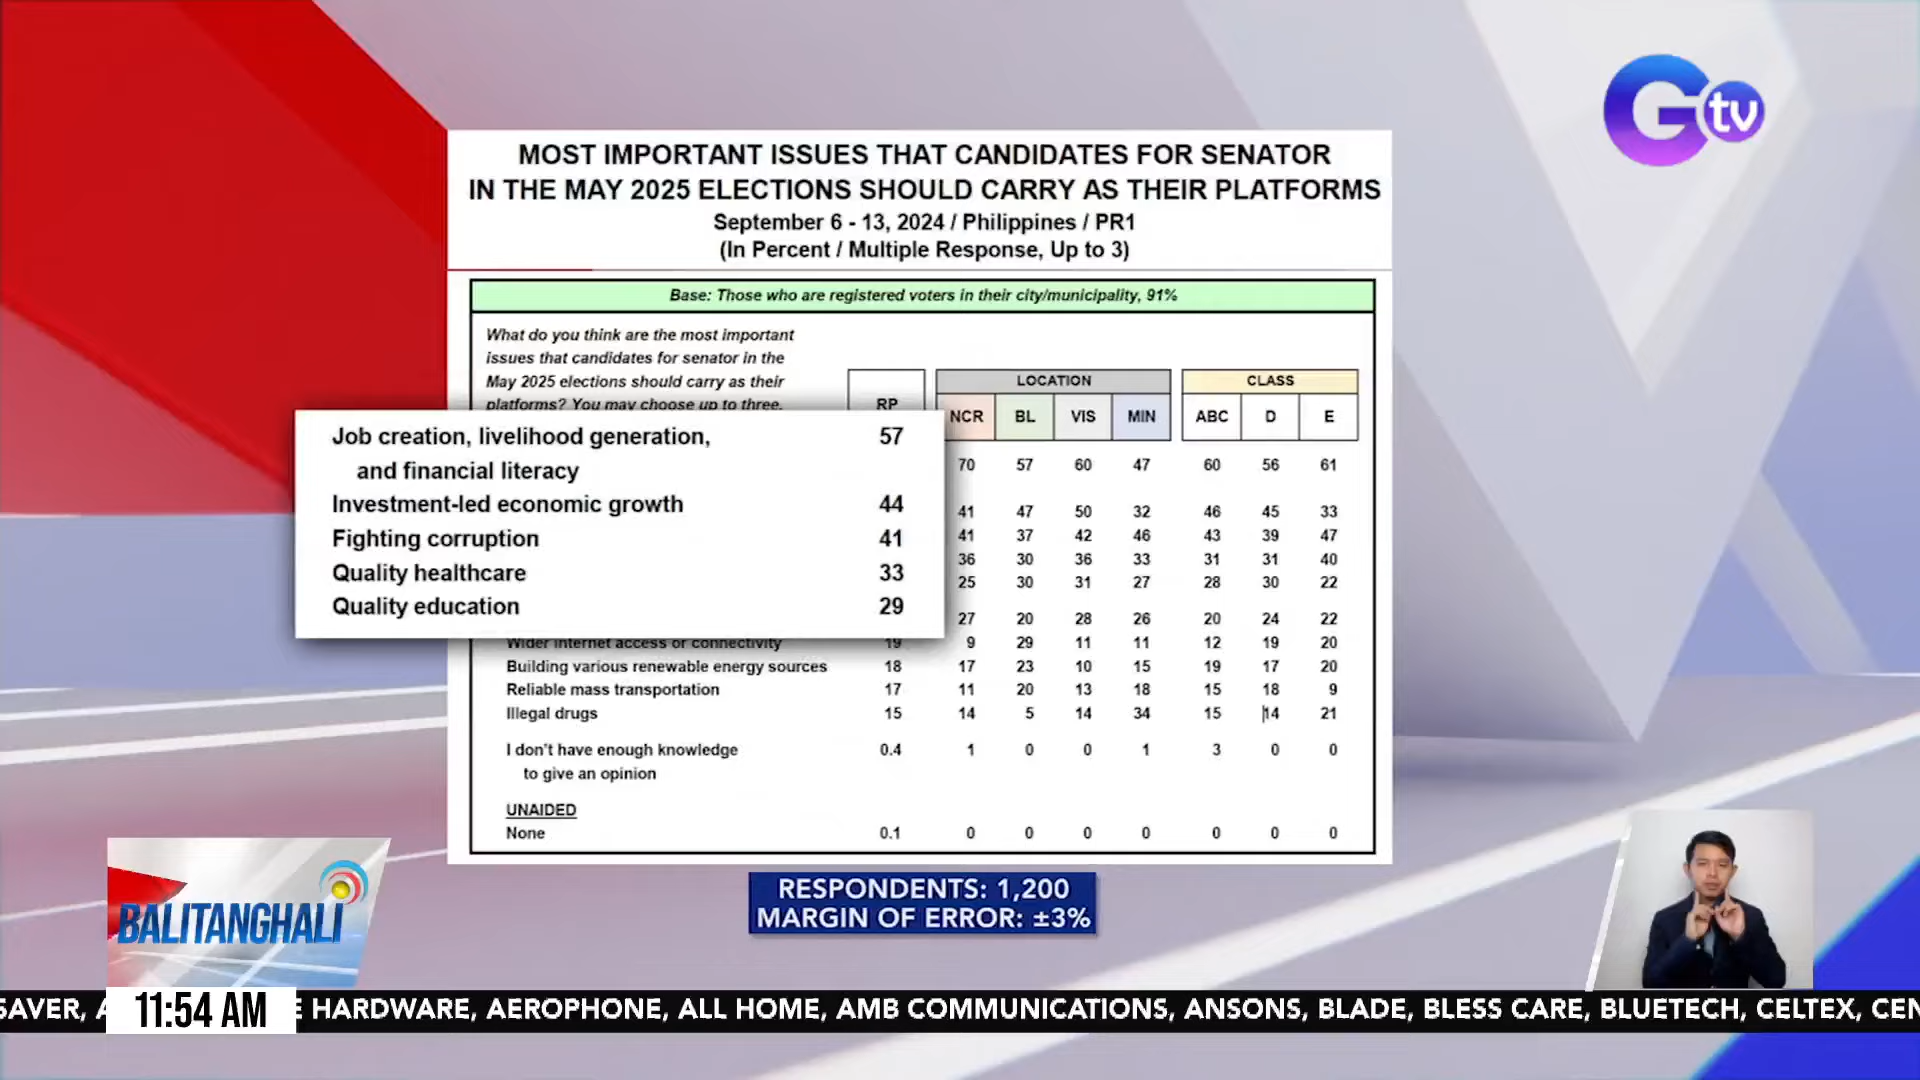 G tv
MOST IMPORTANT ISSUES THAT CANDIDATES FOR SENATOR
IN THE MAY 2025 ELECTIONS SHOULD CARRY AS THEIR PLATFORMS
September 6 - 13, 2024 / Philippines / PR1
(In Percent / Multiple Response, Up to 3)
Base: Those who are registered voters in their city/municipality, 91%
What do you think are the most important
issues that candidates for senator in the
May 2025 elections should carry as their
platforms? You may choose up to three.
RP LOCATION CLASS
NCR BL VIS MIN ABC D E
Job creation, livelihood generation, 57
and financial literacy
70 57 60 47 60 56 61
Investment-led economic growth 44 41 47 50 32 46 45 33
Fighting corruption 41 41 37 42 46 43 39 47
Quality healthcare 33 36 30 36 33 31 31 40
Quality education 29 25 30 31 27 28 30 22
27 20 28 26 20 24 22
Wider internet access or connectivity 19 9 29 11 11 12 19 20
Building various renewable energy sources 18 17 23 10 15 19 17 20
Reliable mass transportation 17 11 20 13 18 15 18 9
Illegal drugs 15 14 5 14 34 15 14 21
I don't have enough knowledge 0.4 1 0 0 1 3 0 0
to give an opinion
UNAIDED
None 0.1 0 0 0 0 0 0 0
RESPONDENTS: 1,200
MARGIN OF ERROR: ±3%
BALITANGHALI
11:54 AM
SAVER, A E HARDWARE, AEROPHONE, ALL HOME, AMB COMMUNICATIONS, ANSONS, BLADE, BLESS CARE, BLUETECH, CELTEX, CEN